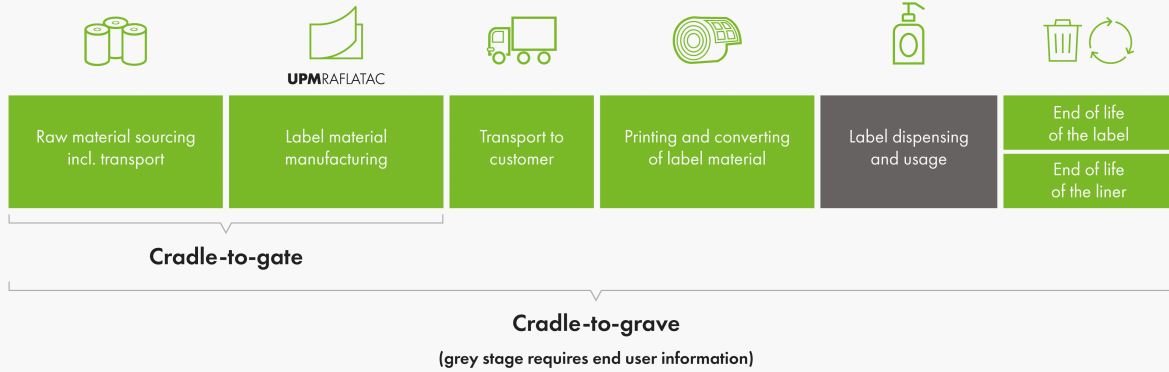 UPMRAFLATAC
Raw material sourcing
incl. transport
Label material
manufacturing
Transport to
customer
Printing and converting
of label material
Label dispensing
and usage
End of life
of the label
End of life
of the liner
Cradle-to-gate
Cradle-to-grave
(grey stage requires end user information)